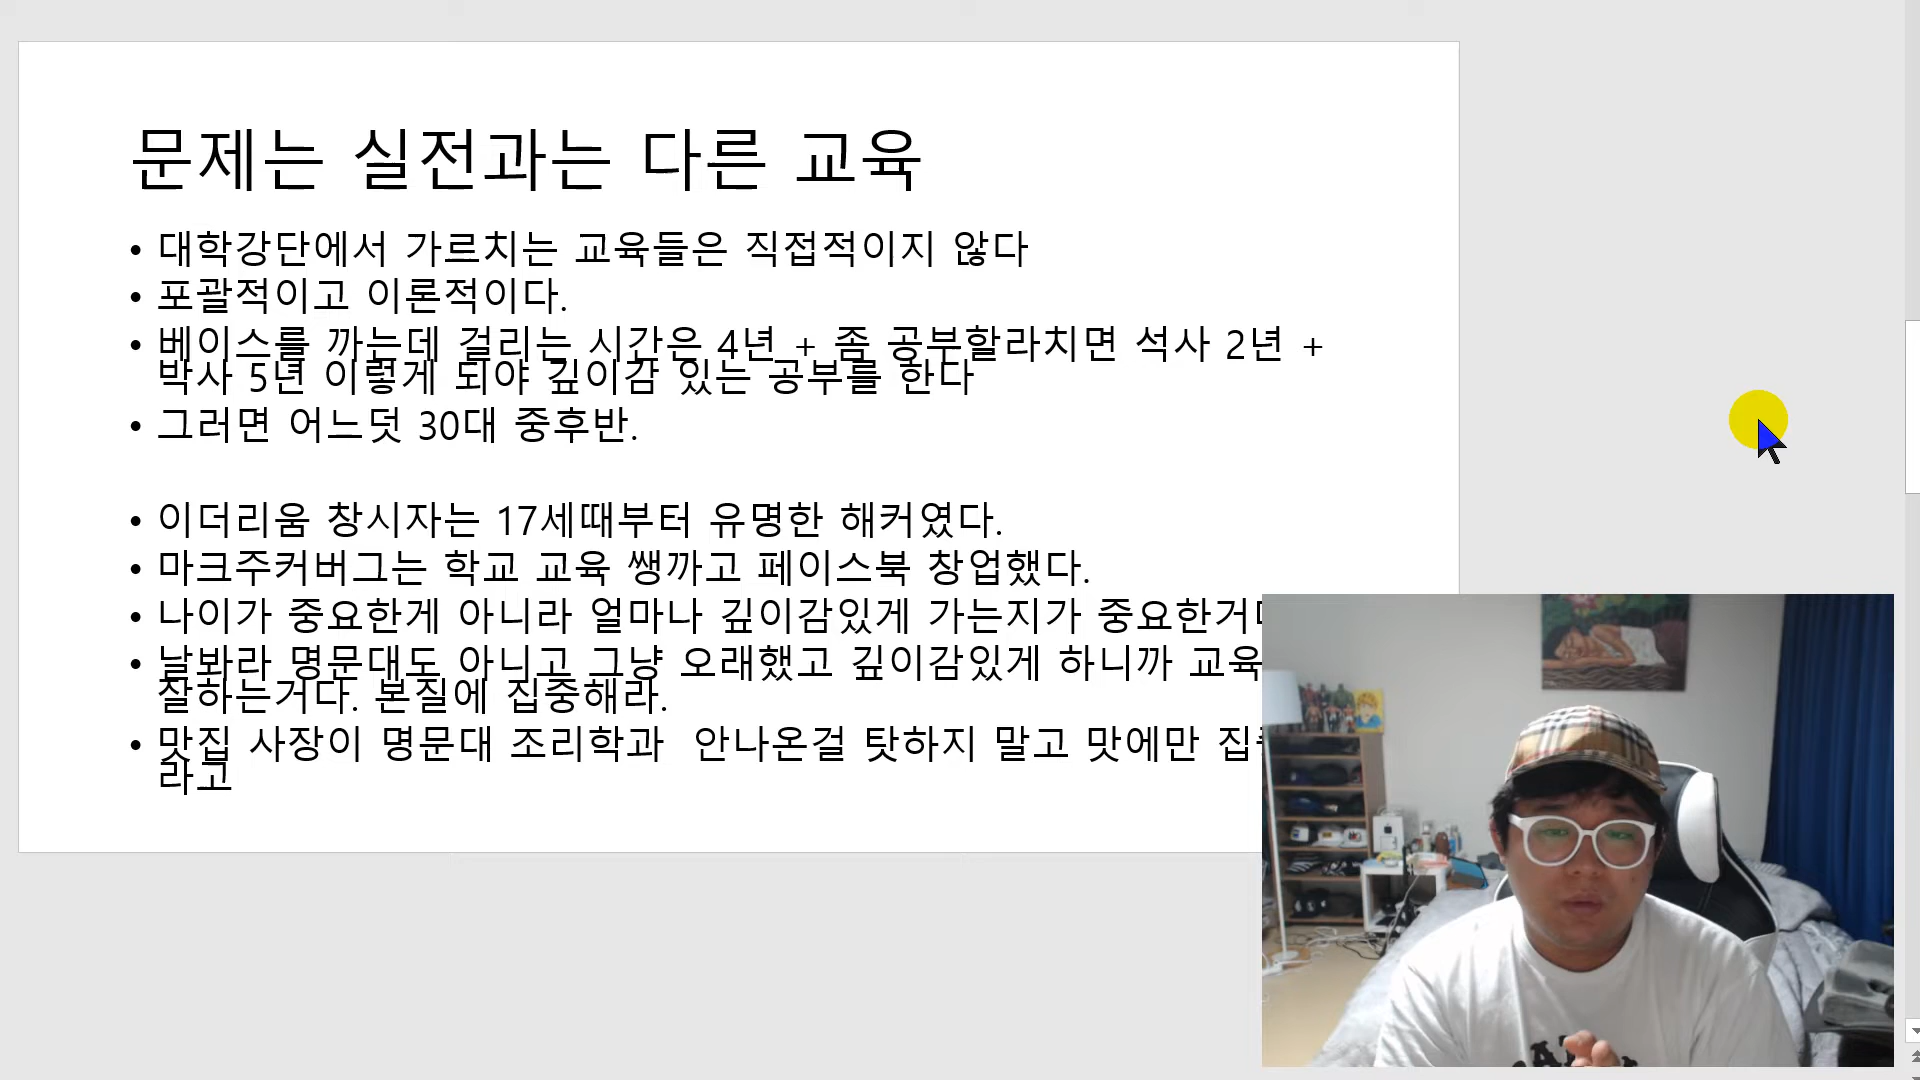 문제는 실전과는 다른 교육
• 대학강단에서 가르치는 교육들은 직접적이지 않다
• 포괄적이고 이론적이다.
• 베이스를 까는데 걸리는 시간은 4년 + 좀 공부할라치면 석사 2년 +
박사 5년 이렇게 되야 깊이감 있는 공부를 한다
• 그러면 어느덧 30대 중후반.
• 이더리움 창시자는 17세때부터 유명한 해커였다.
• 마크주커버그는 학교 교육 쌩까고 페이스북 창업했다.
• 나이가 중요한게 아니라 얼마나 깊이감있게 가는지가 중요한거
• 날봐라 명문대도 아니고 그냥 오래했고 깊이감있게 하니까 교육
잘하는거다. 본질에 집중해라.
• 맛집 사장이 명문대 조리학과 안나온걸 탓하지 말고 맛에만 집
라고